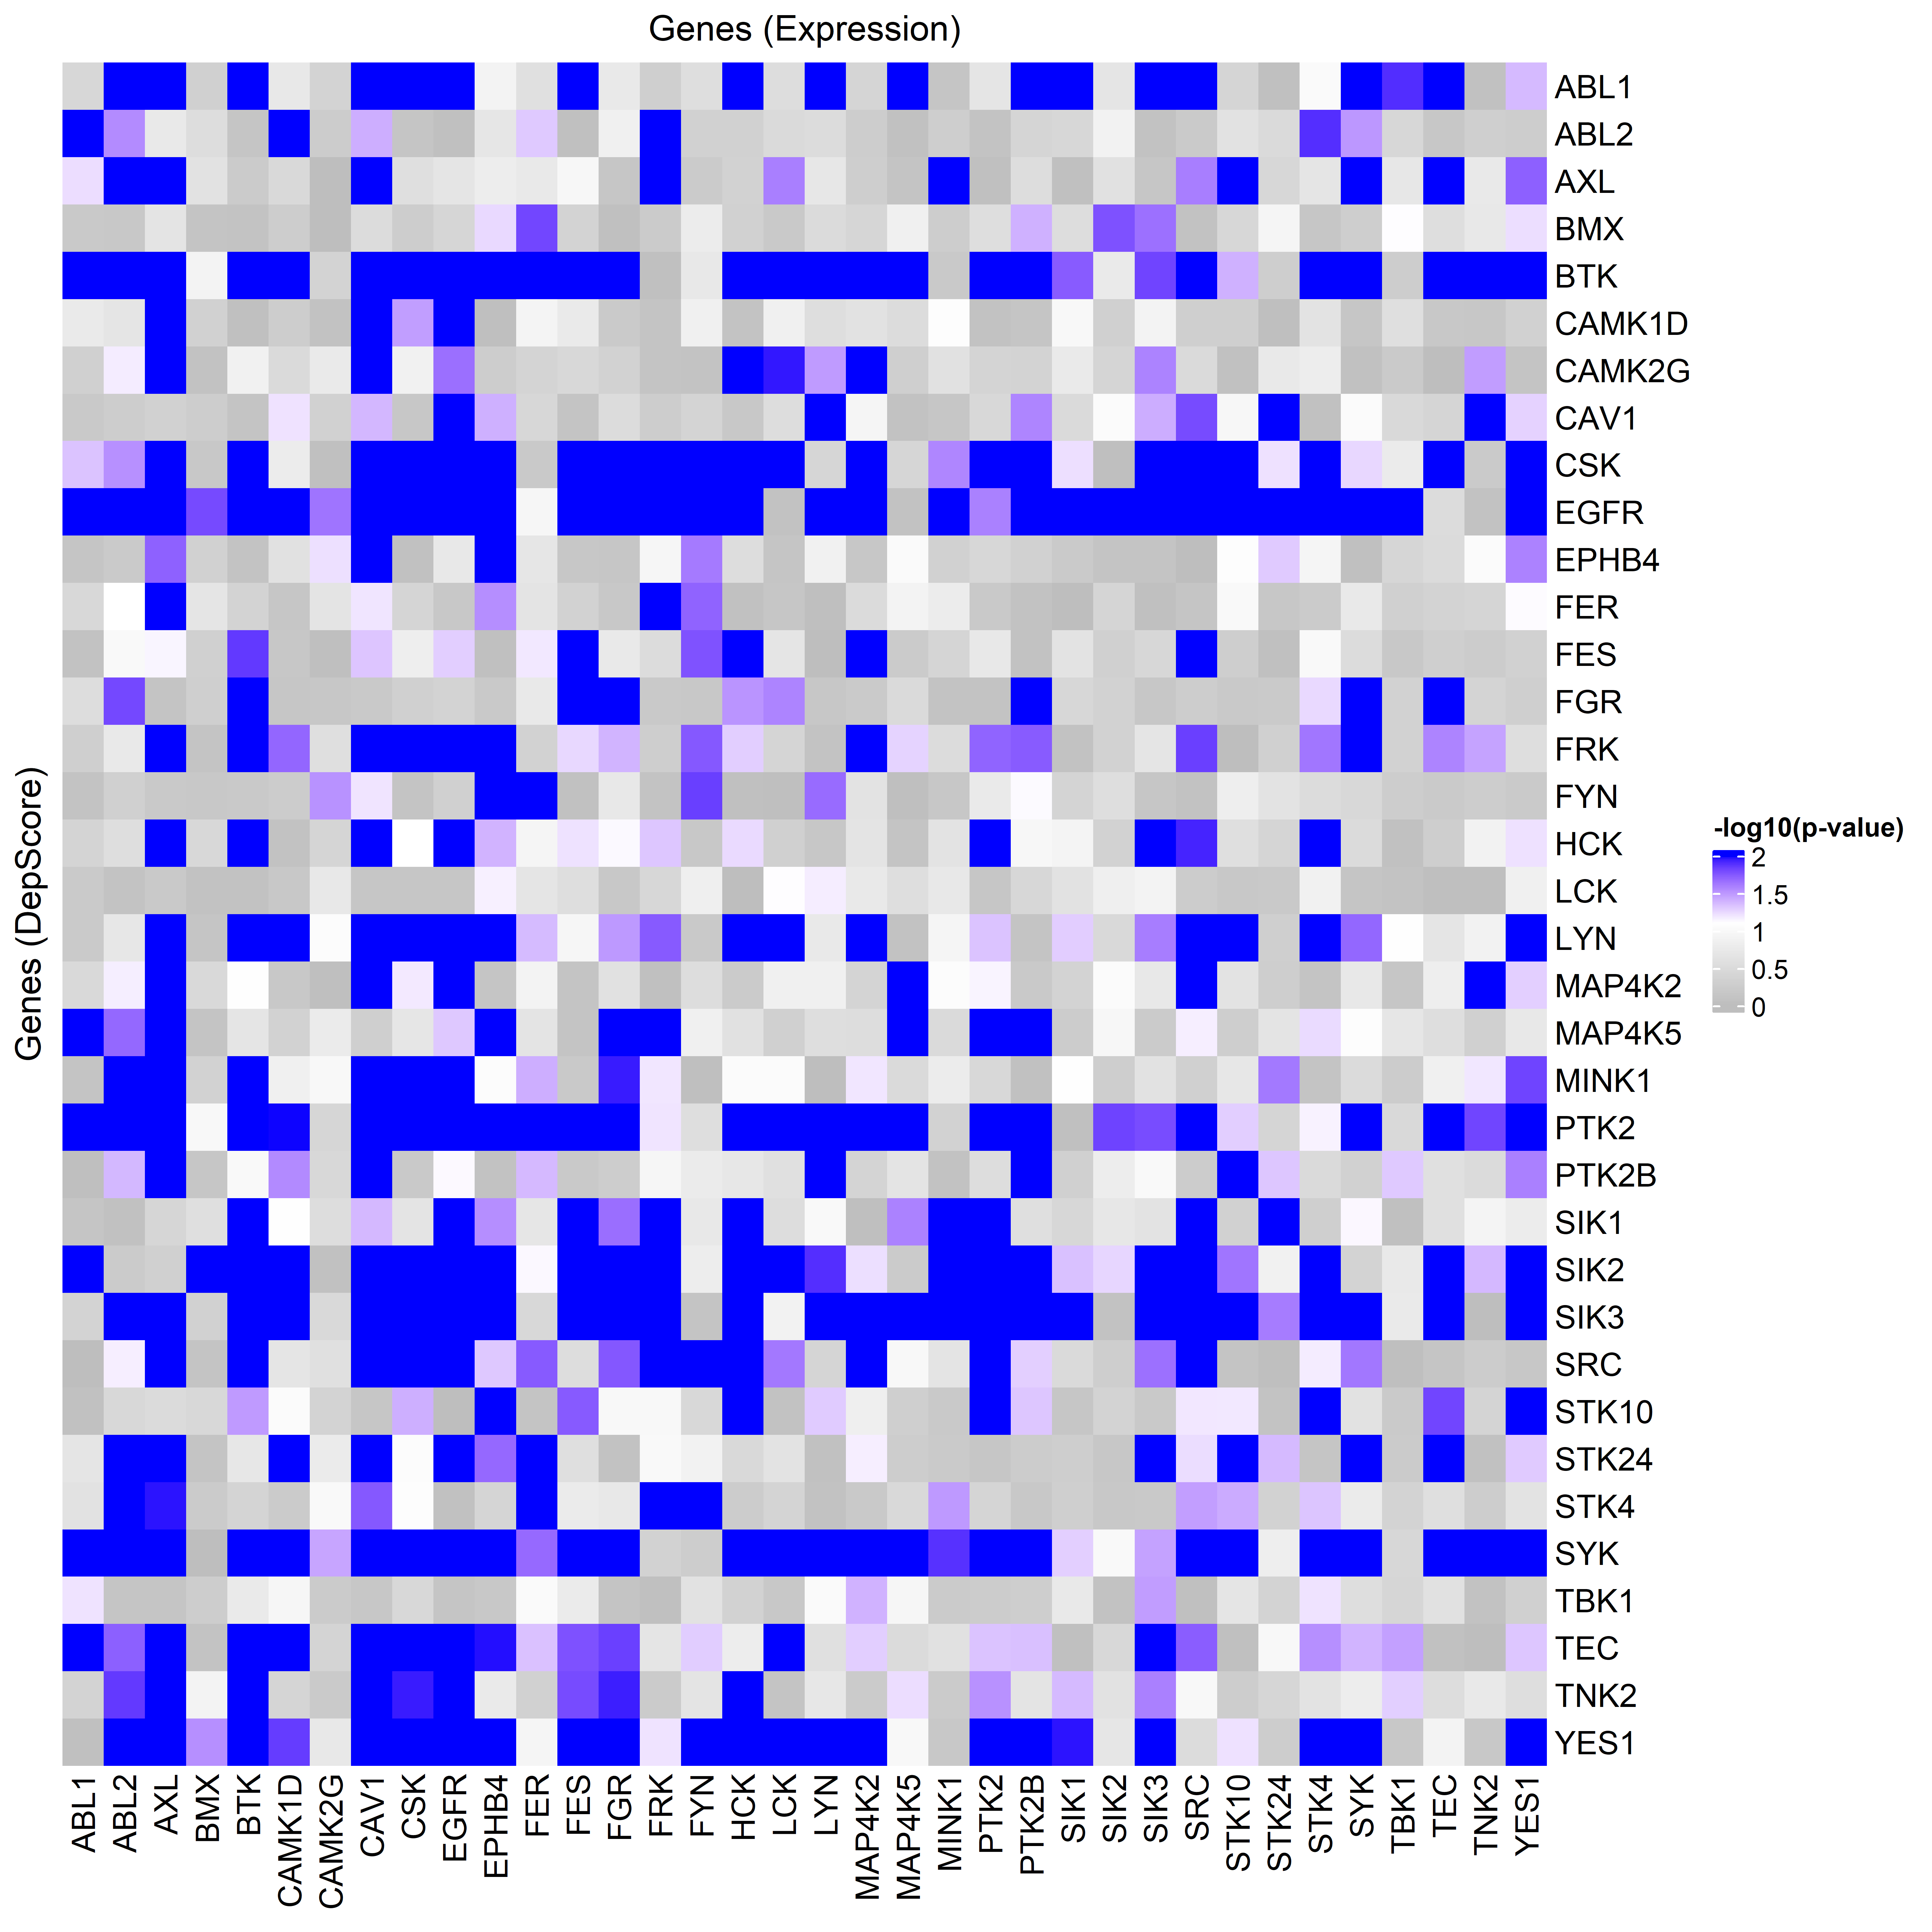 Genes (Expression)
ABL1
ABL2
AXL
BMX
BTK
CAMK1D
CAMK2G
CAV1
CSK
EGFR
EPHB4
FER
FES
FGR
FRK
FYN
HCK
LCK
LYN
MAP4K2
MAP4K5
MINK1
PTK2
PTK2B
SIK1
SIK2
SIK3
SRC
STK10
STK24
STK4
SYK
TBK1
TEC
TNK2
YES1
Genes (DepScore)
-log10(p-value)
2
1.5
1
0.5
0
ABL1
ABL2
AXL
BMX
BTK
CAMK1D
CAMK2G
CAV1
CSK
EGFR
EPHB4
FER
FES
FGR
FRK
FYN
HCK
LCK
LYN
MAP4K2
MAP4K5
MINK1
PTK2
PTK2B
SIK1
SIK2
SIK3
SRC
STK10
STK24
STK4
SYK
TBK1
TEC
TNK2
YES1